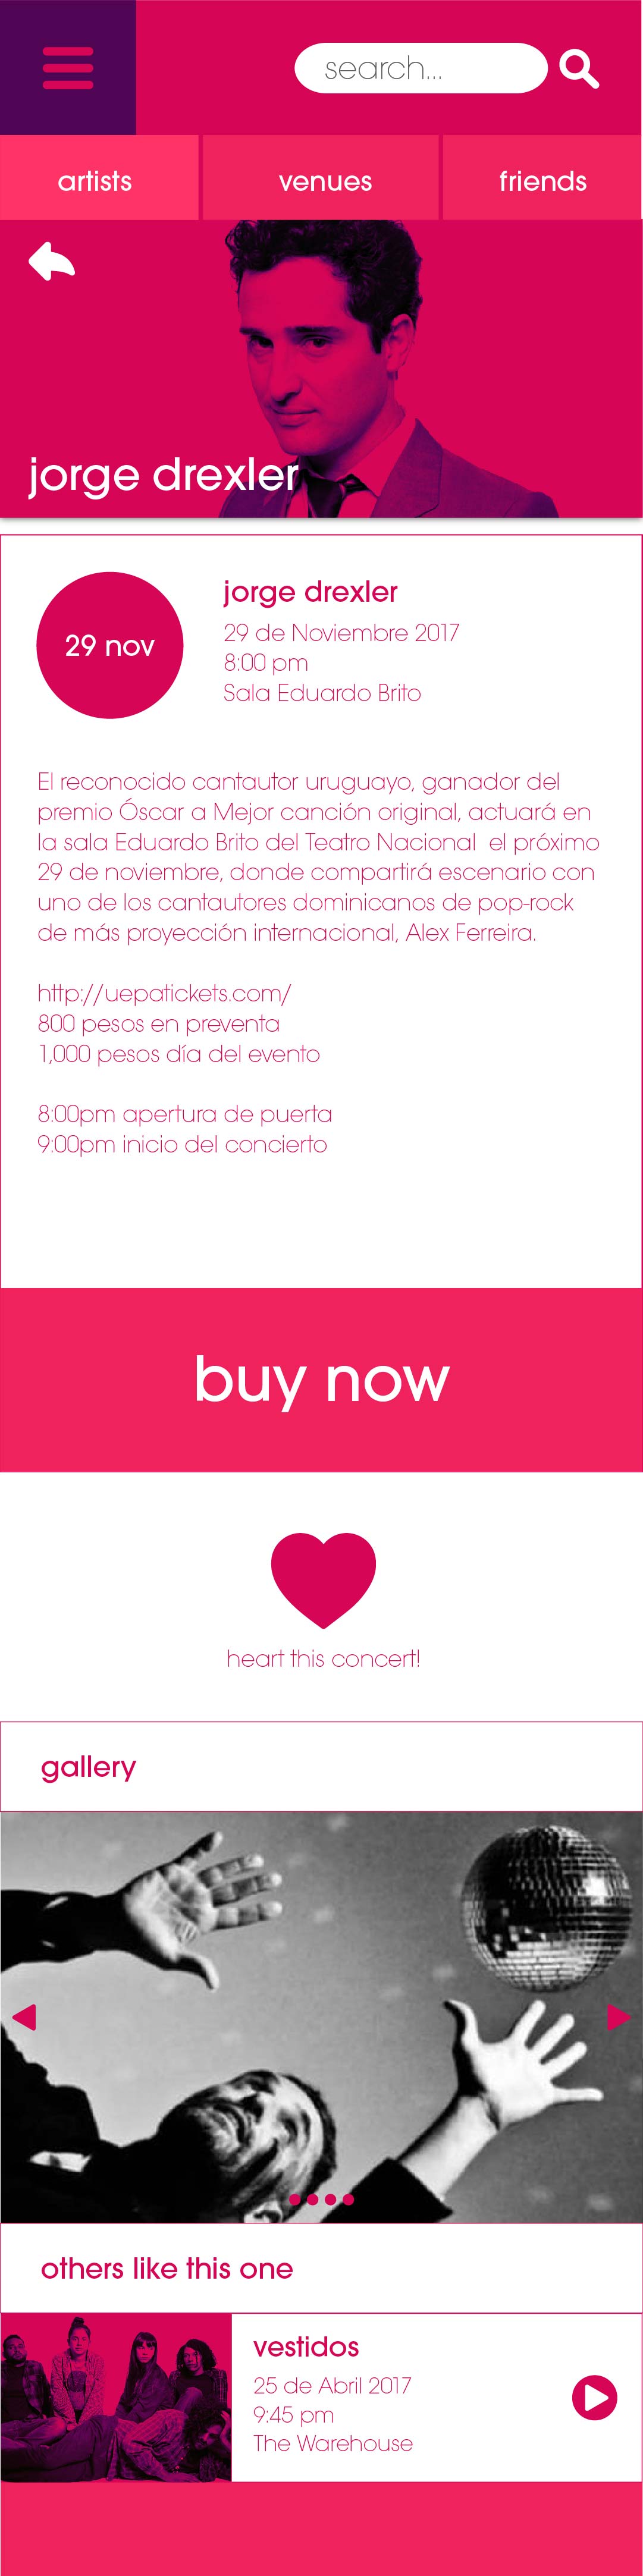 search...
artists
venues
friends
jorge drexler
29 nov
jorge drexler
29 de Noviembre 2017
8:00 pm
Sala Eduardo Brito
El reconocido cantautor uruguayo, ganador del
premio Óscar a Mejor canción original, actuará en
la sala Eduardo Brito del Teatro Nacional  el próximo
29 de noviembre, donde compartirá escenario con
uno de los cantautores dominicanos de pop-rock
de más proyección internacional, Alex Ferreira.
http://uepatickets.com/
800 pesos en preventa
1,000 pesos día del evento
8:00pm apertura de puerta
9:00pm inicio del concierto
buy now
heart this concert!
gallery
others like this one
vestidos
25 de Abril 2017
9:45 pm
The Warehouse